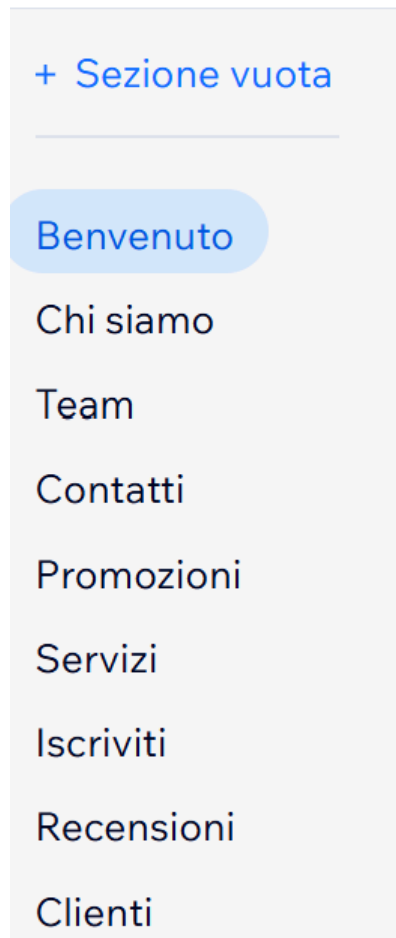 + Sezione vuota
Benvenuto
Chi siamo
Team
Contatti
Promozioni
Servizi
Iscriviti
Recensioni
Clienti